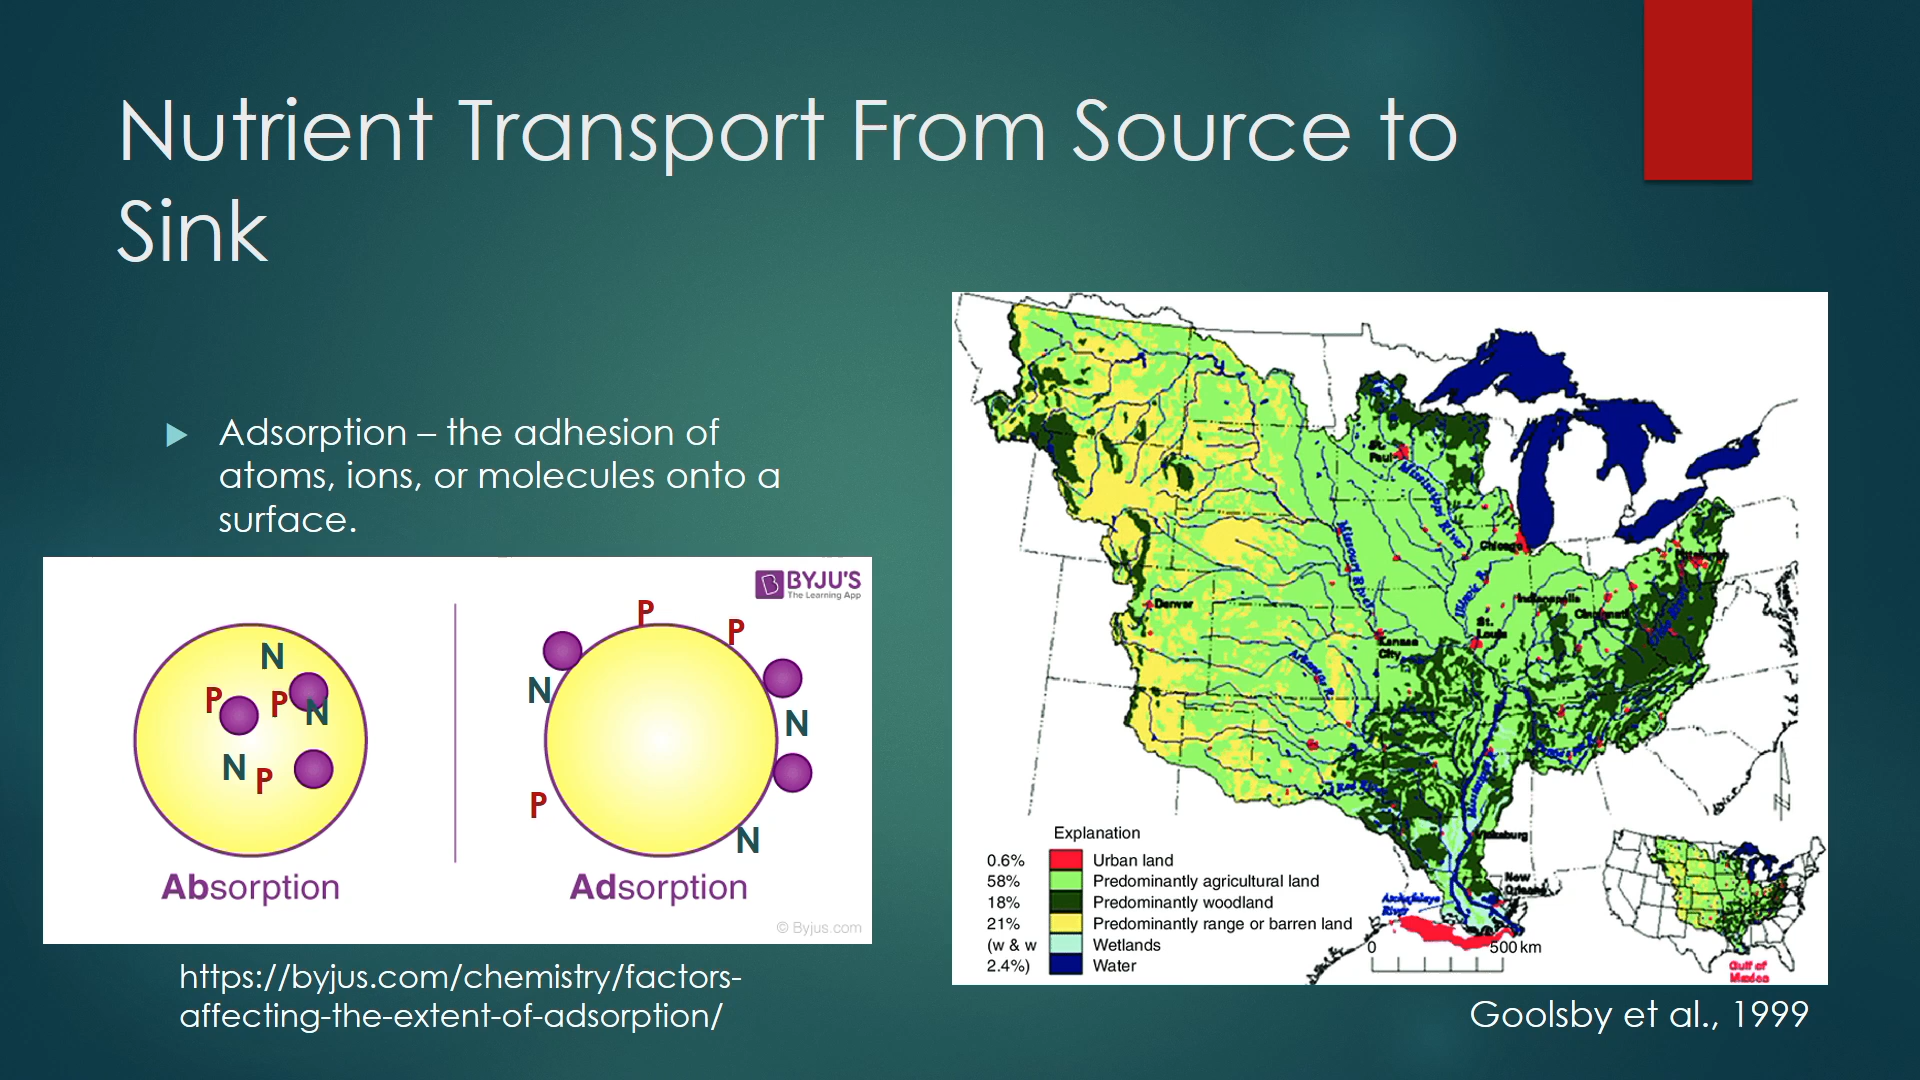 Nutrient Transport From Source to
Sink
▶ Adsorption – the adhesion of
atoms, ions, or molecules onto a
surface.
BYJU'S
The Learning App
N
P
P
N
N
P
Absorption
P
P
N
N
P
N
Adsorption
© Byjus.com
https://byjus.com/chemistry/factors-
affecting-the-extent-of-adsorption/
St.
Paul
Mississippi River
Missouri River
Chicago
Pittsburgh
Denver
Illinois R.
Indianapolis
Cincinnati
Ohio River
St.
Louis
Kansas
City
Arkansas R.
Red River
Mississippi R.
Vicksburg
New
Orleans
Atchafalaya
River
Explanation
0.6% Urban land
58% Predominantly agricultural land
18% Predominantly woodland
21% Predominantly range or barren land
(w & w Wetlands
2.4%) Water
0 500 km
Gulf of
Mexico
Goolsby et al., 1999